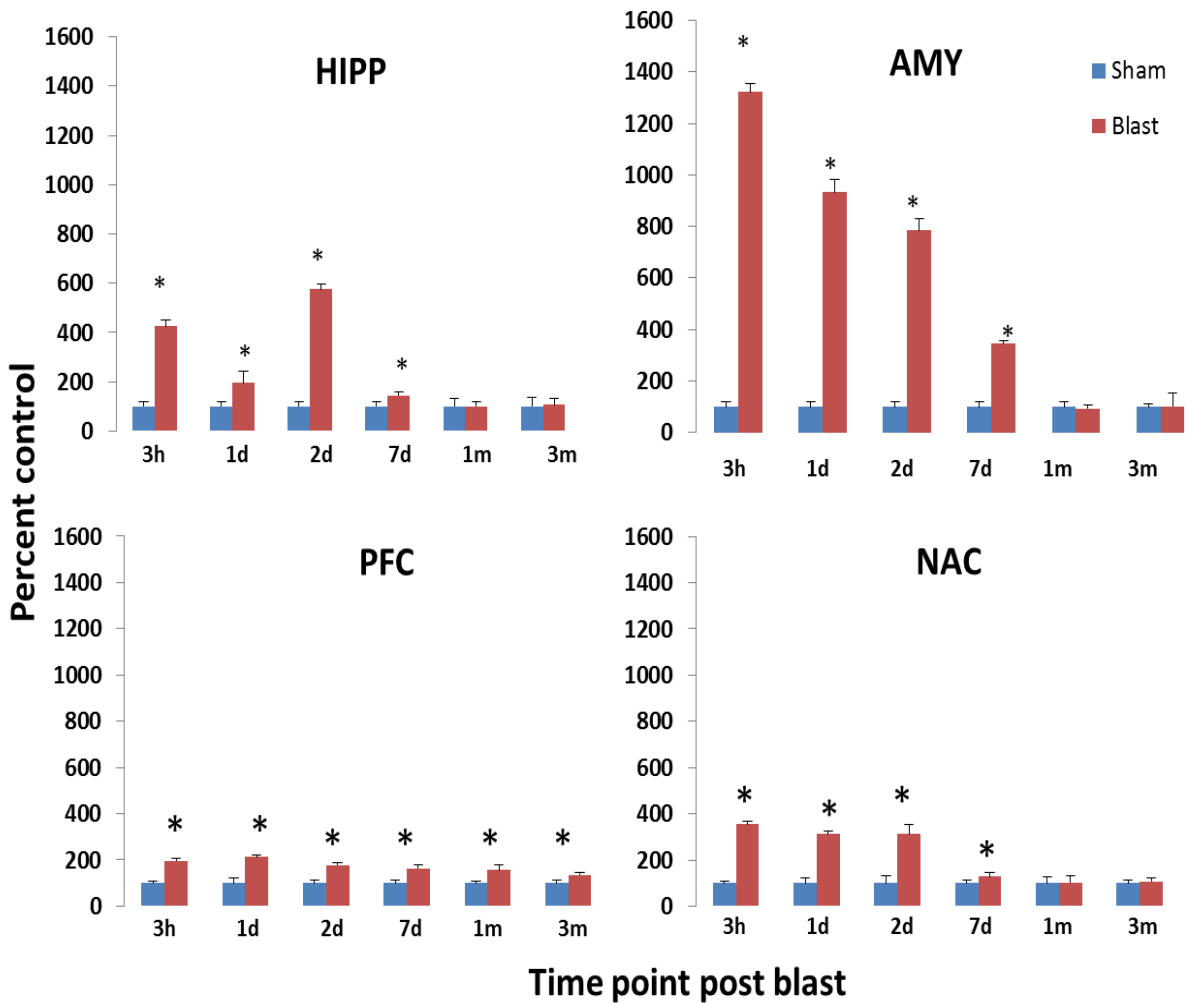 HIPP
1600
1400
1200
1000
800
600
400
200
0
* * * *
3h 1d 2d 7d 1m 3m
AMY
Sham
Blast
1600
1400
1200
1000
800
600
400
200
0
* * * *
3h 1d 2d 7d 1m 3m
Percent control
PFC
1600
1400
1200
1000
800
600
400
200
0
* * * * * *
3h 1d 2d 7d 1m 3m
NAC
1600
1400
1200
1000
800
600
400
200
0
* * * *
3h 1d 2d 7d 1m 3m
Time point post blast